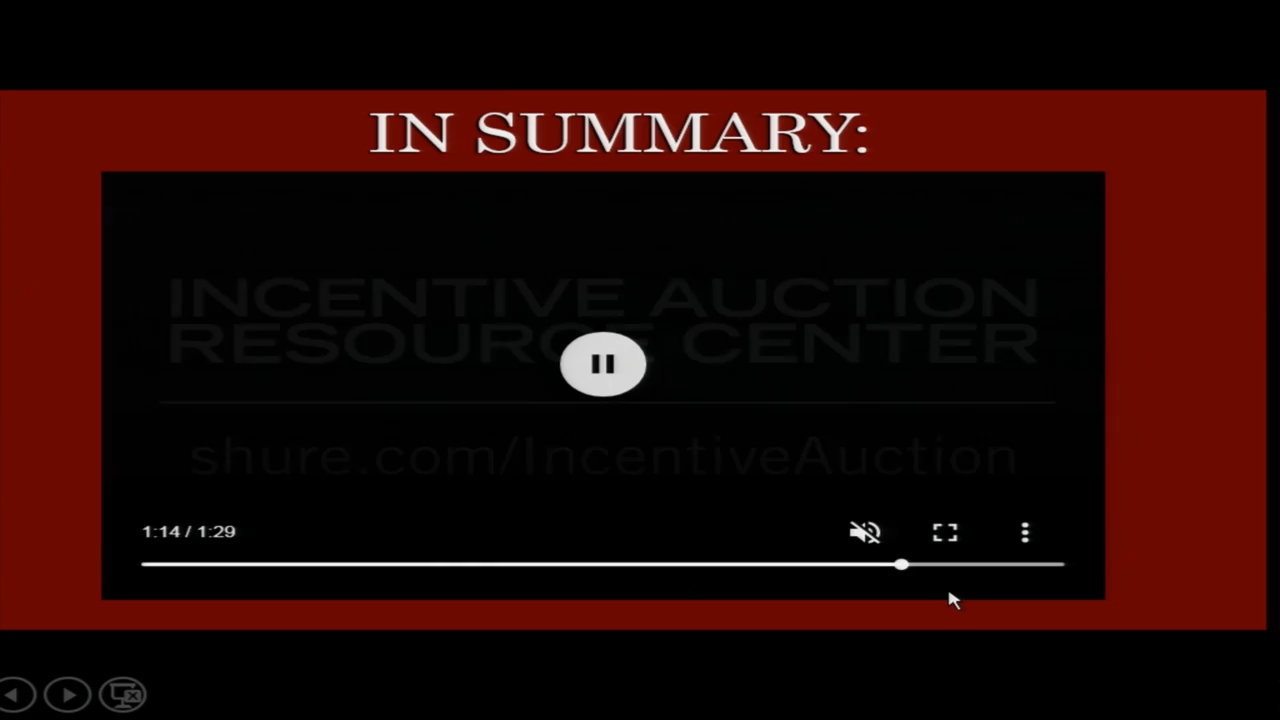 IN SUMMARY:
INCENTIVE AUCTION
RESOURCE CENTER
shure.com/IncentiveAuction
1:14 / 1:29